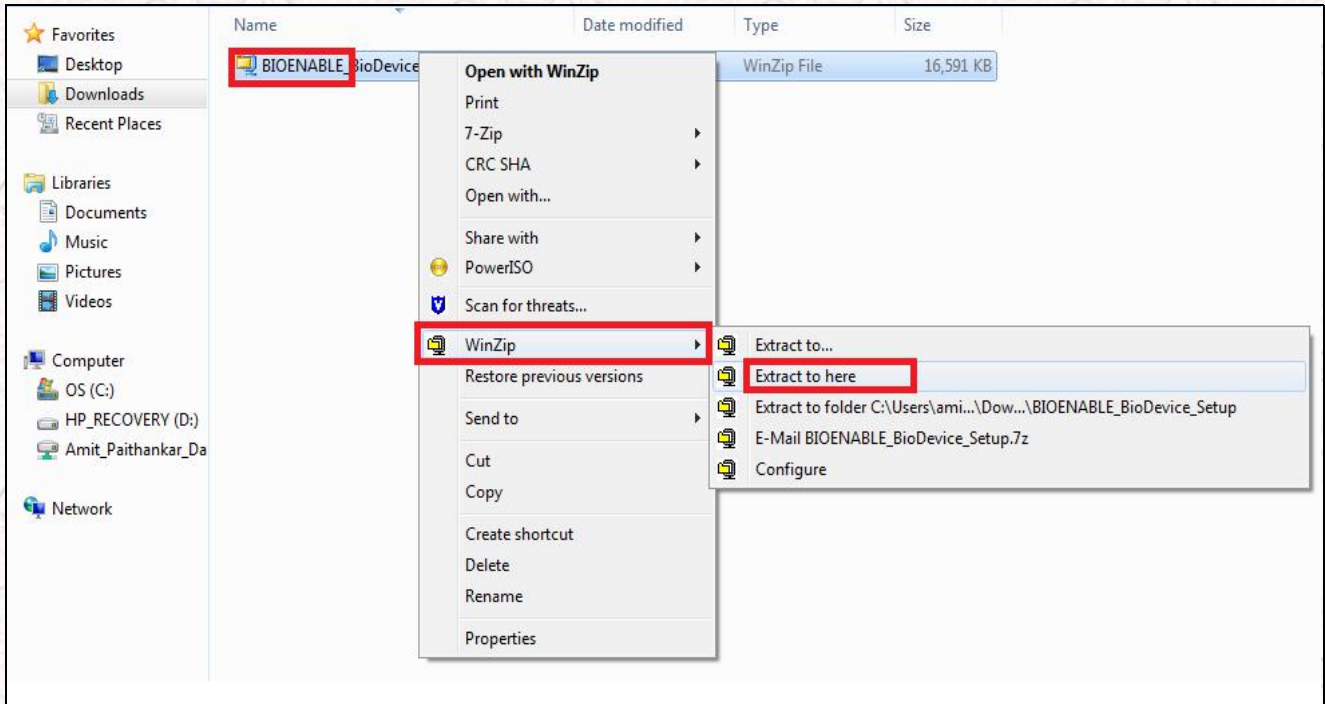 Name Date modified Type Size
Favorites
Desktop
Downloads
Recent Places
Libraries
Documents
Music
Pictures
Videos
Computer
OS (C:)
HP_RECOVERY (D:)
Amit_Paithankar_Da
Network
BIOENABLE_BioDevice WinZip File 16,591 KB
Open with WinZip
Print
7-Zip
CRC SHA
Open with...
Share with
PowerISO
Scan for threats...
WinZip
Restore previous versions
Send to
Cut
Copy
Create shortcut
Delete
Rename
Properties
Extract to...
Extract to here
Extract to folder C:\Users\ami...\Dow...\BIOENABLE_BioDevice_Setup
E-Mail BIOENABLE_BioDevice_Setup.7z
Configure